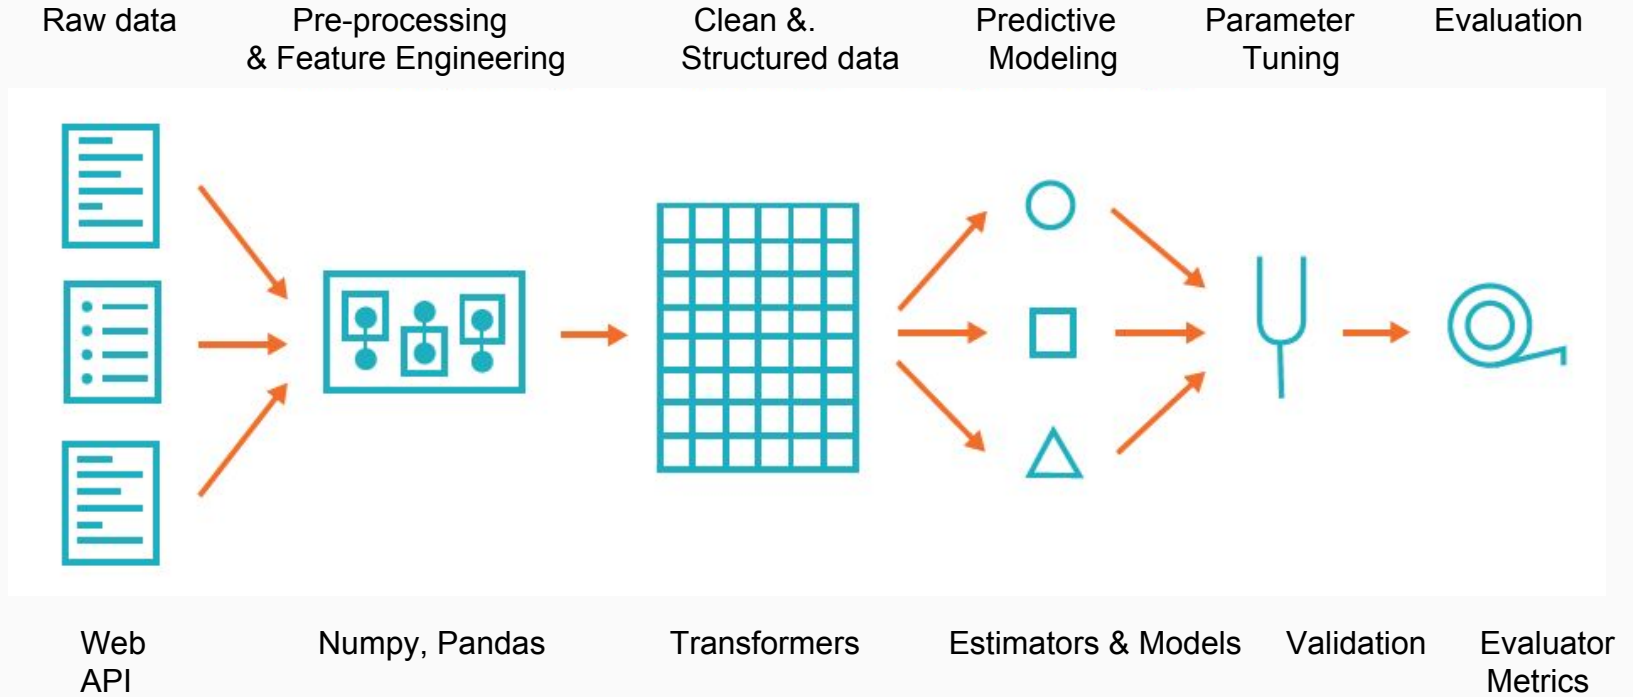 Raw data
Pre-processing
& Feature Engineering
Clean &.
Structured data
Predictive
Modeling
Parameter
Tuning
Evaluation
Web
API
Numpy, Pandas
Transformers
Estimators & Models
Validation
Evaluator
Metrics